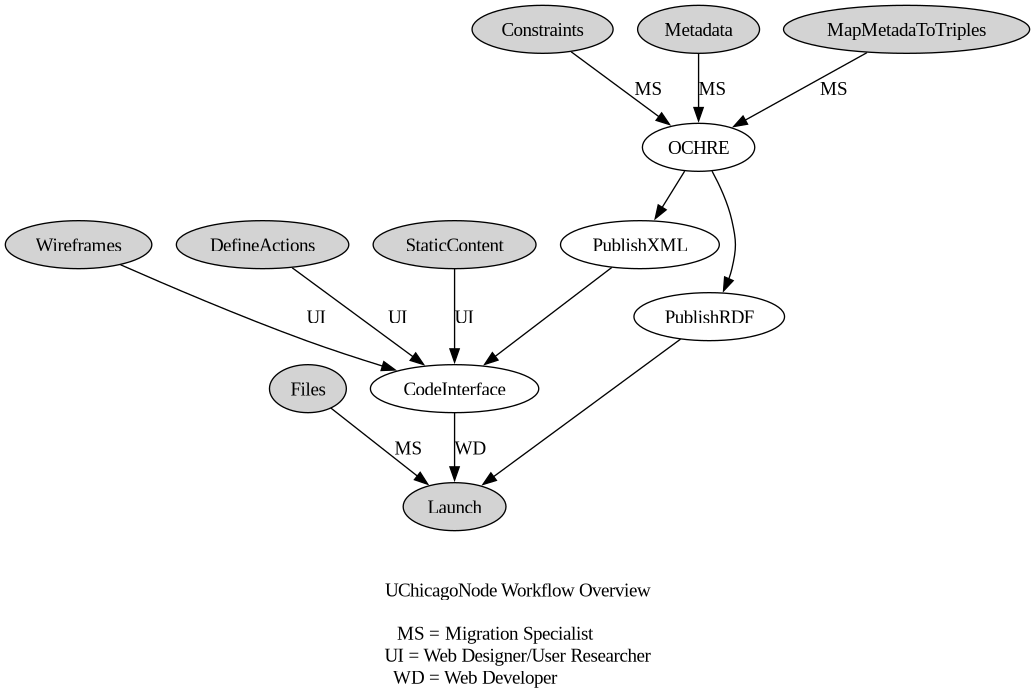 Constraints
Metadata
MapMetadaToTriples
MS
MS
MS
OCHRE
Wireframes
DefineActions
StaticContent
PublishXML
UI
UI
UI
PublishRDF
Files
CodeInterface
MS
WD
Launch
UChicagoNode Workflow Overview
MS = Migration Specialist
UI = Web Designer/User Researcher
WD = Web Developer